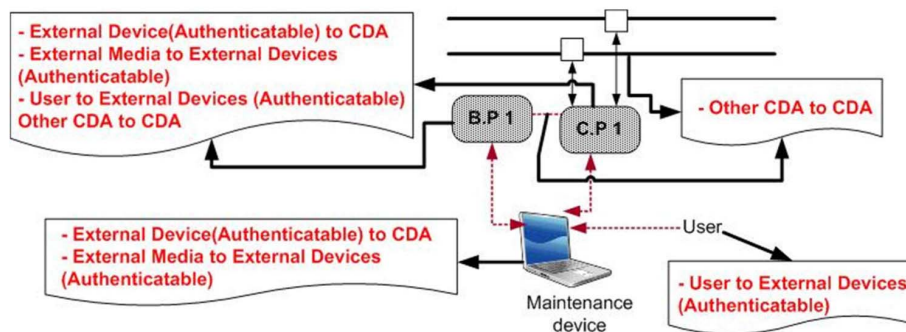 - External Device(Authenticatable) to CDA
- External Media to External Devices
(Authenticatable)
- User to External Devices (Authenticatable)
Other CDA to CDA
B.P 1
C.P 1
- Other CDA to CDA
- External Device(Authenticatable) to CDA
- External Media to External Devices
(Authenticatable)
User
Maintenance
device
- User to External Devices
(Authenticatable)